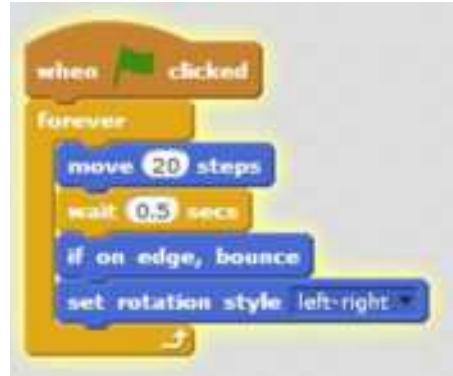 when clicked
forever
move 20 steps
wait 0.5 secs
if on edge, bounce
set rotation style left-right